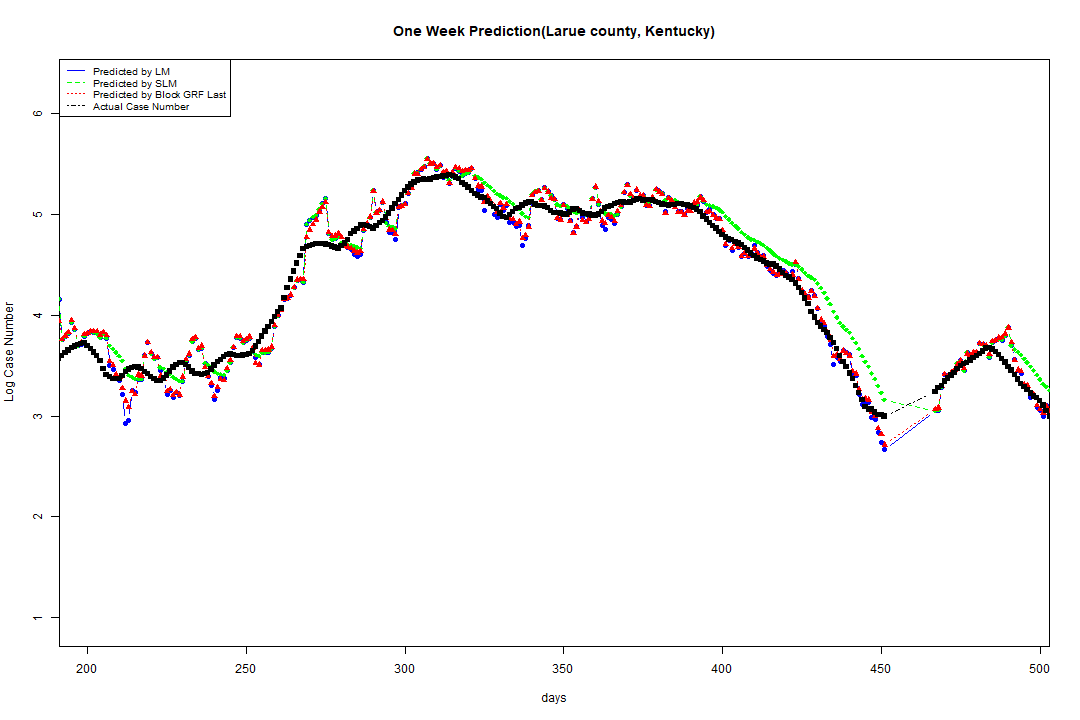 One Week Prediction(Larue county, Kentucky)
Predicted by LM
Predicted by SLM
Predicted by Block GRF Last
Actual Case Number
Log Case Number
6
5
4
3
2
1
200 250 300 350 400 450 500
days